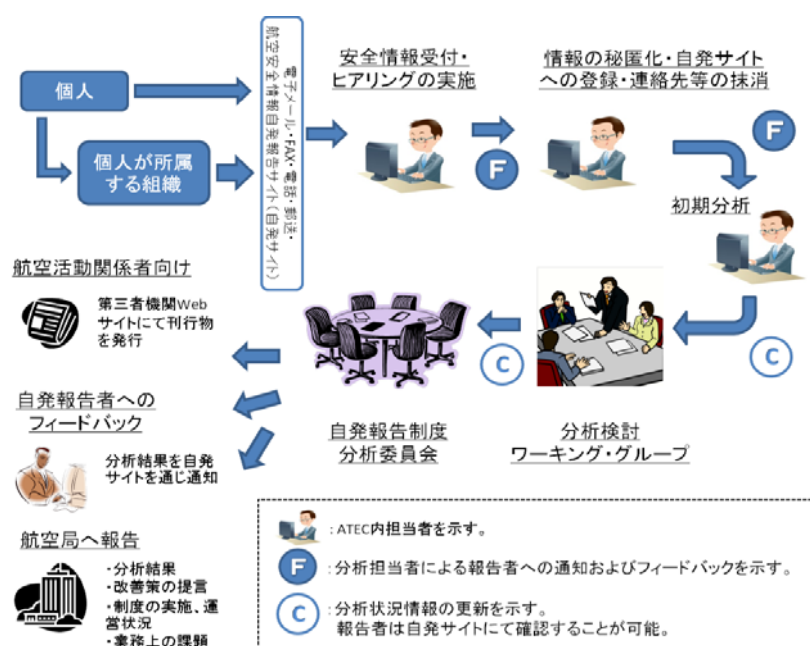 個人
個人が所属
する組織
電子メール・FAX・電話・郵送・
航空安全情報自発報告サイト(自発サイト)
安全情報受付・
ヒアリングの実施
F
情報の秘匿化・自発サイト
への登録・連絡先等の抹消
F
初期分析
C
分析検討
ワーキング・グループ
C
自発報告制度
分析委員会
航空活動関係者向け
第三者機関Web
サイトにて刊行物
を発行
自発報告者への
フィードバック
分析結果を自発
サイトを通じ通知
航空局へ報告
・分析結果
・改善策の提言
・制度の実施、運
営状況
・業務上の課題
:ATEC内担当者を示す。
F
:分析担当者による報告者への通知およびフィードバックを示す。
C
:分析状況情報の更新を示す。
報告者は自発サイトにて確認することが可能。